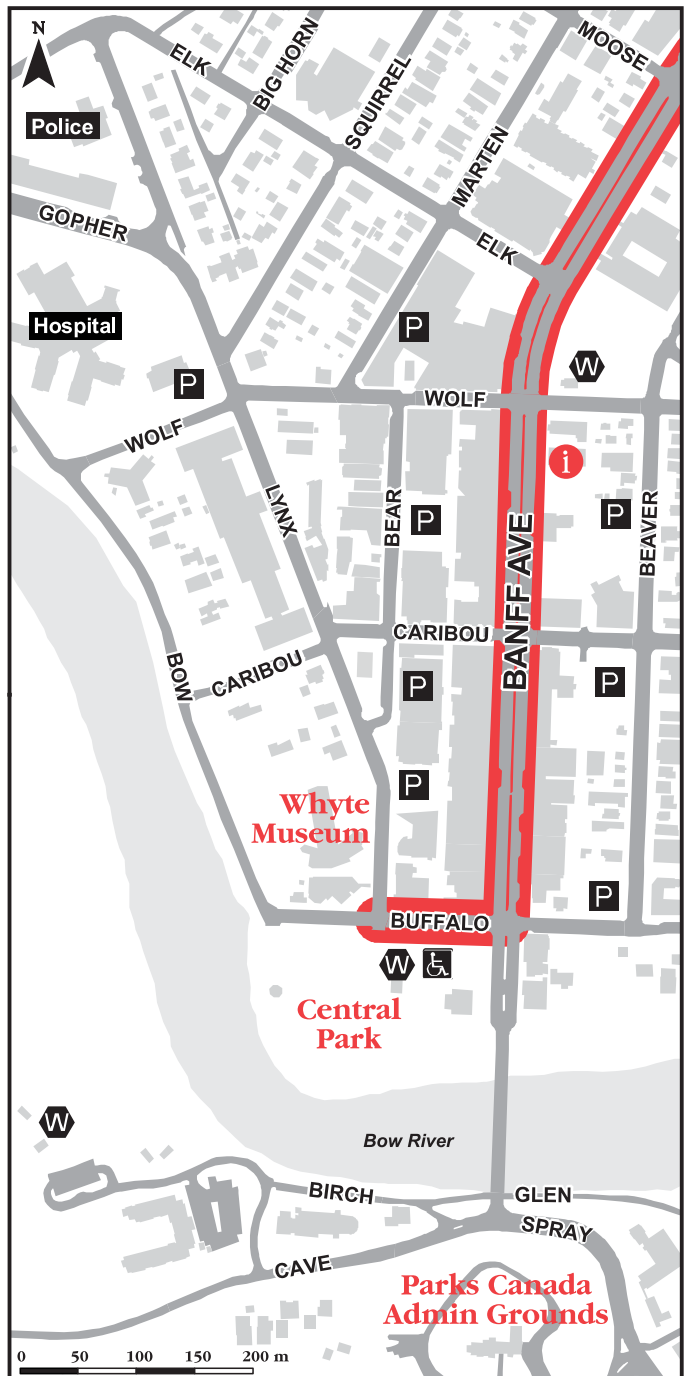 N
MOOSE
ELK
BIG HORN
SQUIRREL
Police
MARTEN
GOPHER
ELK
Hospital
P
W
P
WOLF
WOLF
i
LYNX
BEAR
P
P
BEAVER
BANFF AVE
CARIBOU
BOW
CARIBOU
P
P
Whyte
Museum
P
P
BUFFALO
W
Central
Park
W
Bow River
BIRCH
GLEN
SPRAY
CAVE
Parks Canada
Admin Grounds
0 50 100 150 200 m